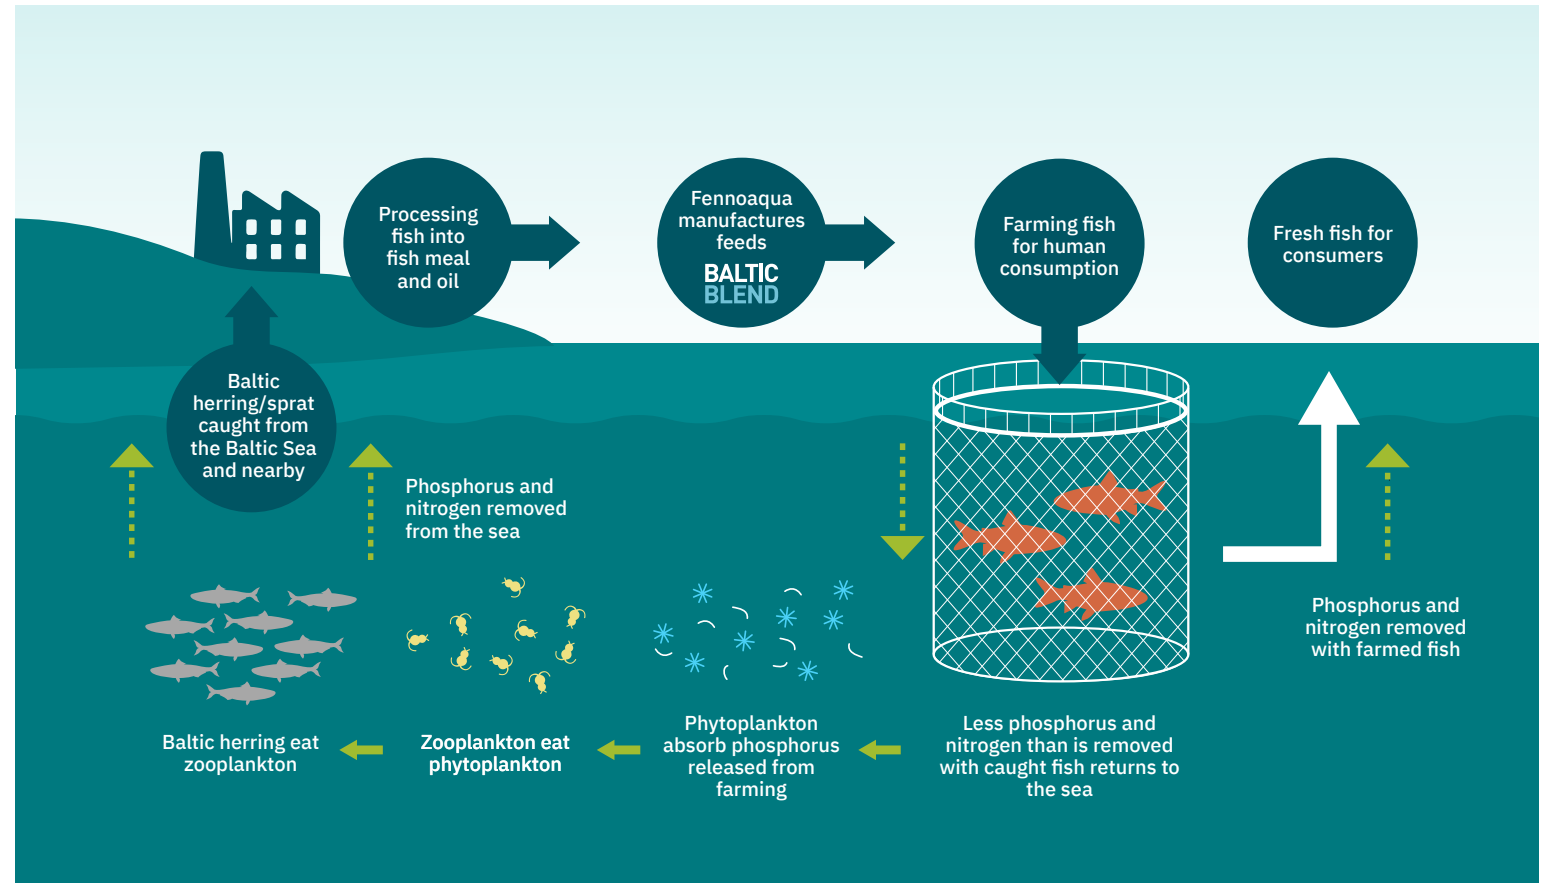 Processing
fish into
fish meal
and oil
Fennoaqua
manufactures
feeds
BALTIC
BLEND
Farming fish
for human
consumption
Fresh fish for
consumers
Baltic
herring/sprat
caught from
the Baltic Sea
and nearby
Phosphorus and
nitrogen removed
from the sea
Phosphorus and
nitrogen removed
with farmed fish
Baltic herring eat
zooplankton
Zooplankton eat
phytoplankton
Phytoplankton
absorb phosphorus
released from
farming
Less phosphorus and
nitrogen than is removed
with caught fish returns to
the sea